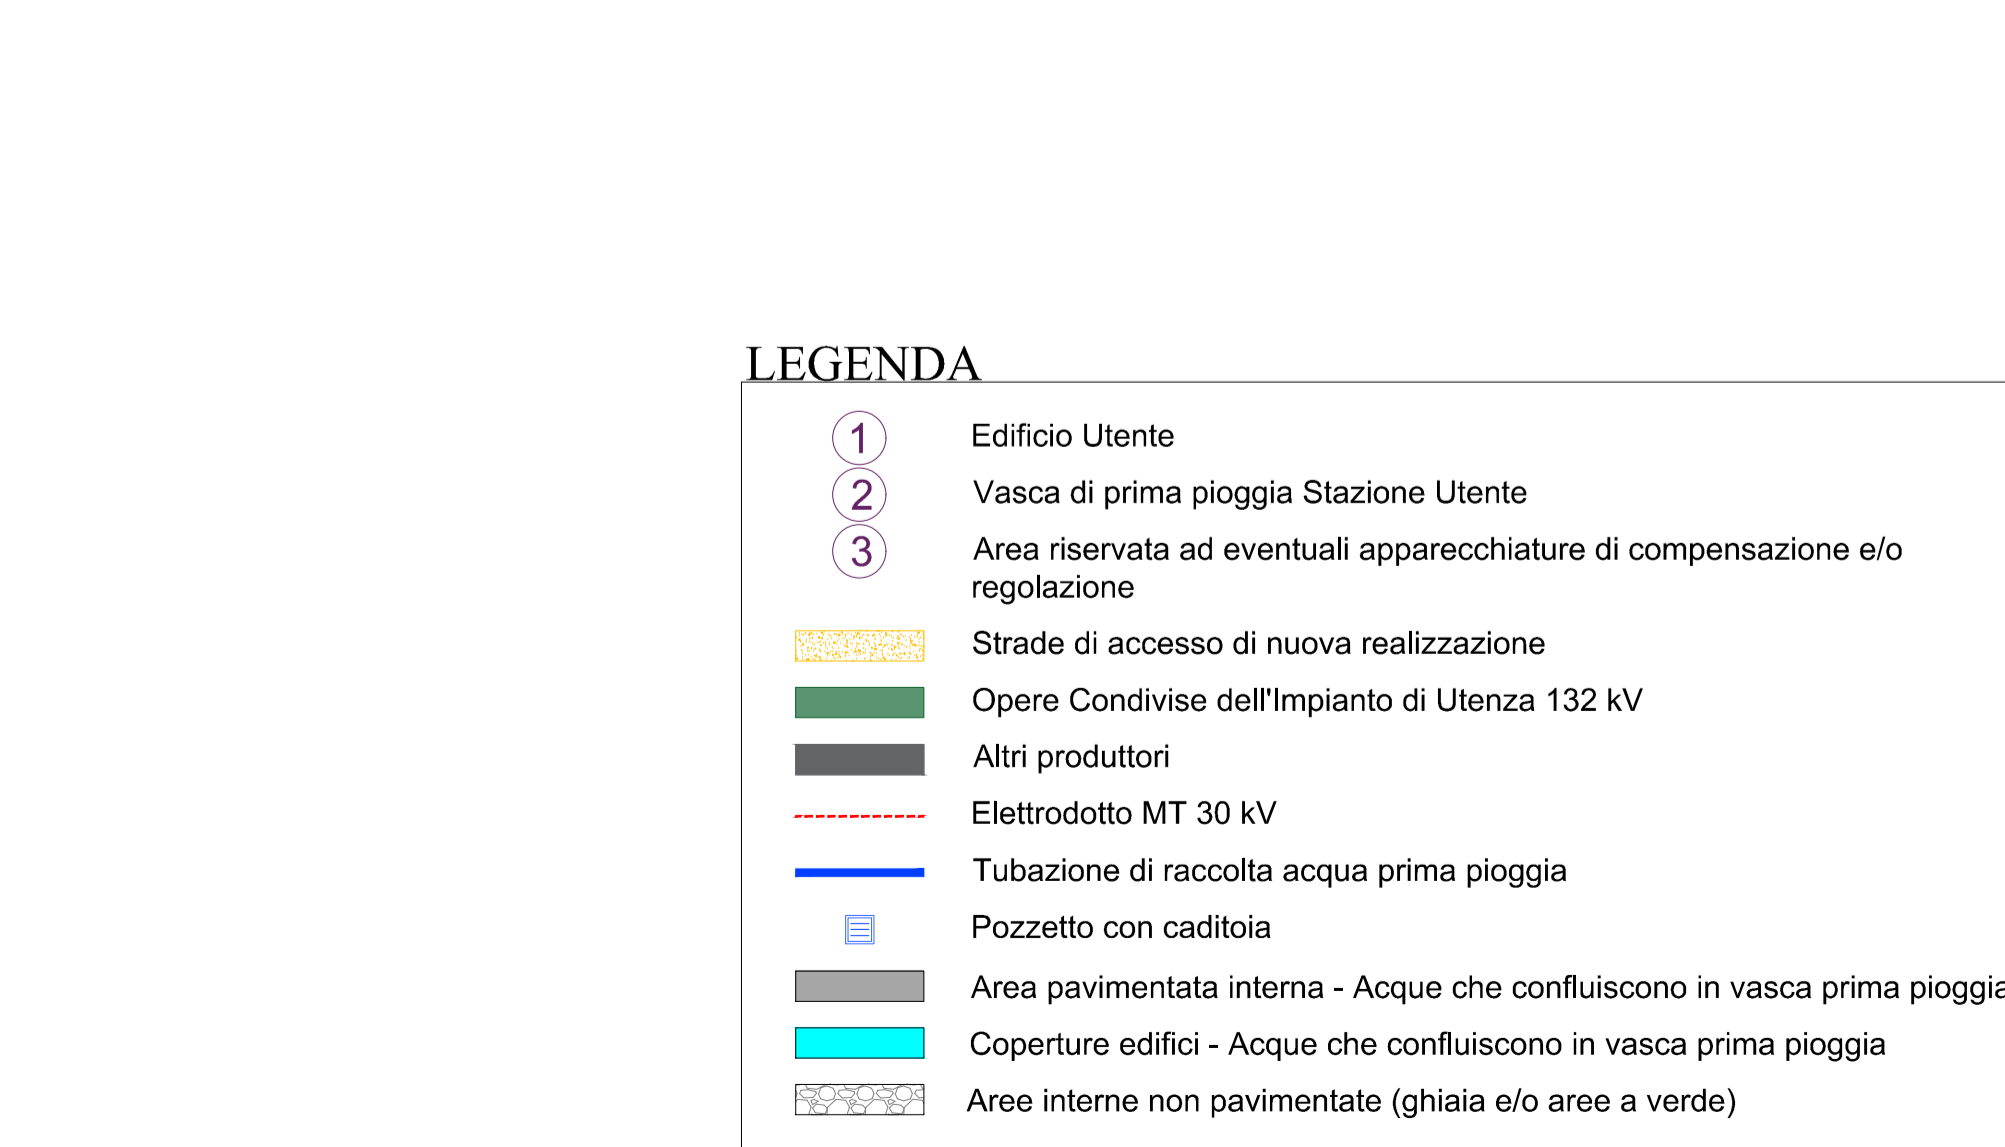 LEGENDA
1 Edificio Utente
2 Vasca di prima pioggia Stazione Utente
3 Area riservata ad eventuali apparecchiature di compensazione e/o
regolazione
Strade di accesso di nuova realizzazione
Opere Condivise dell'Impianto di Utenza 132 kV
Altri produttori
Elettrodotto MT 30 kV
Tubazione di raccolta acqua prima pioggia
Pozzetto con caditoia
Area pavimentata interna - Acque che confluiscono in vasca prima pioggia
Coperture edifici - Acque che confluiscono in vasca prima pioggia
Aree interne non pavimentate (ghiaia e/o aree a verde)